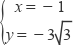 x = −1
y = −3√3